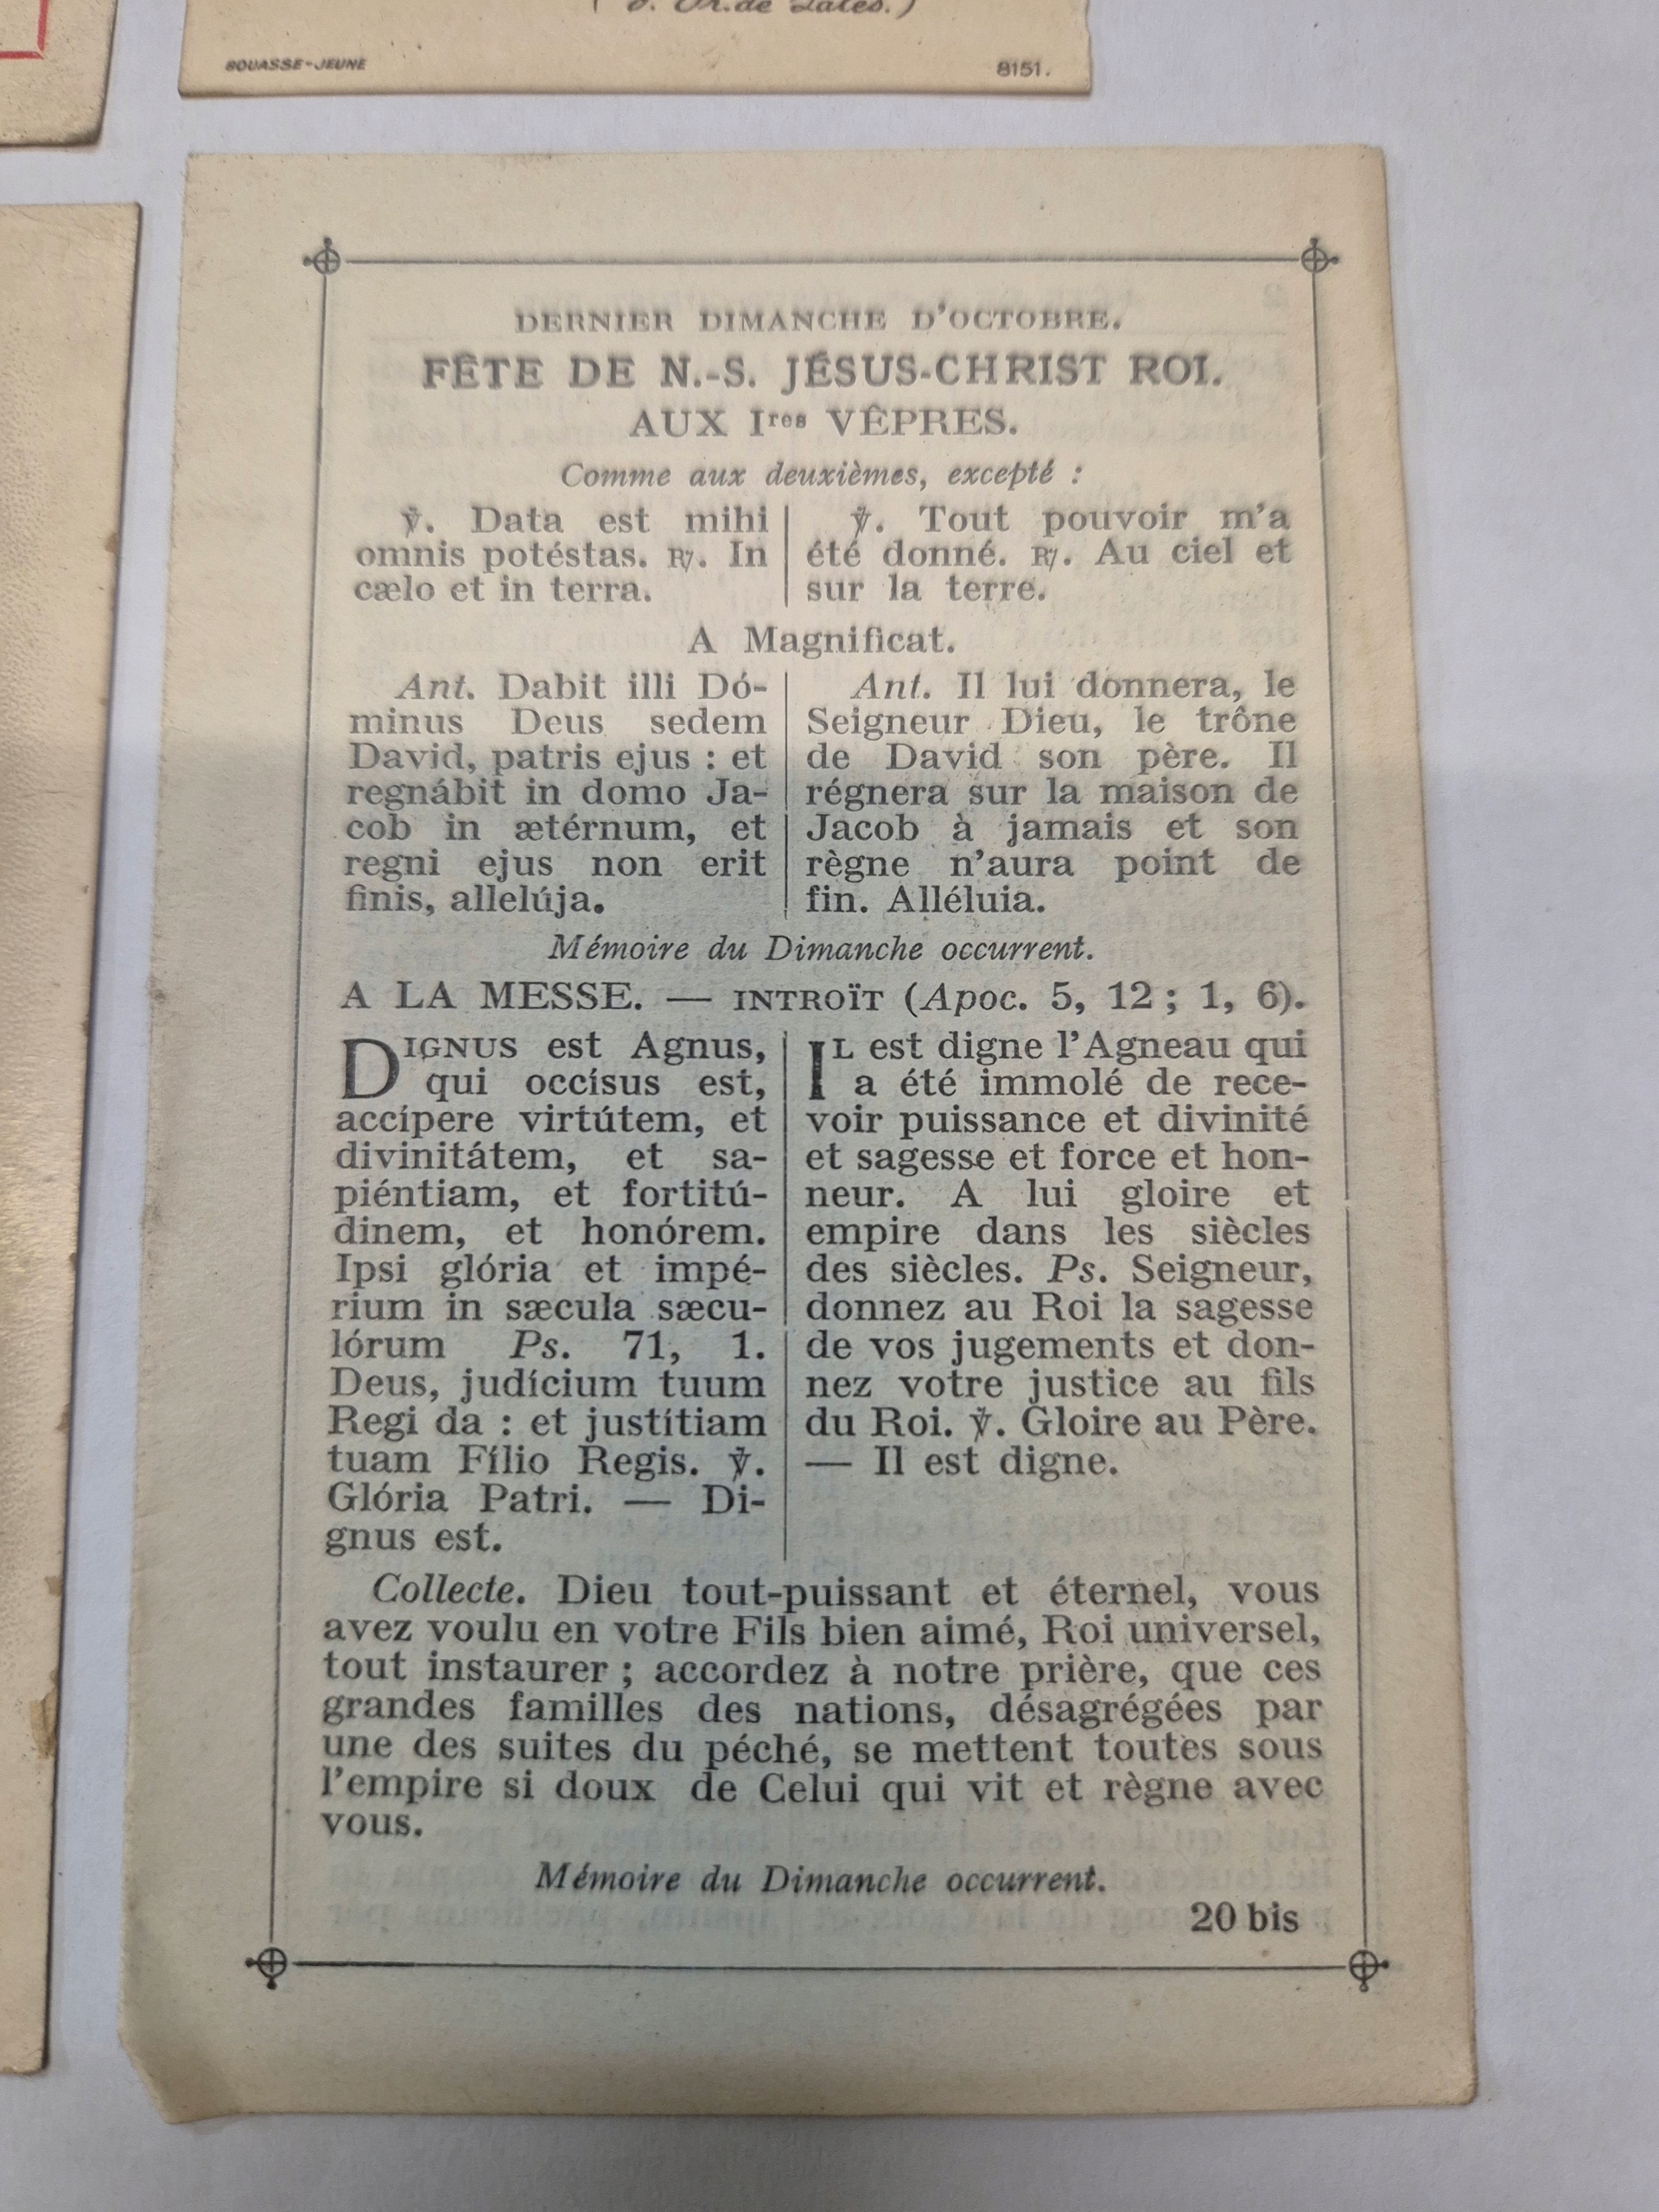 BOUASSE-JEUNE
8151.
DERNIER DIMANCHE D'OCTOBRE.
FÊTE DE N.-S. JÉSUS-CHRIST ROI.
AUX Ires VÊPRES.
Comme aux deuxièmes, excepté :
℣. Data est mihi
omnis potéstas. ℟. In
cælo et in terra.
℣. Tout pouvoir m'a
été donné. ℟. Au ciel et
sur la terre.
A Magnificat.
Ant. Dabit illi Dó-
minus Deus sedem
David, patris ejus : et
regnábit in domo Ja-
cob in ætérnum, et
regni ejus non erit
finis, allelúja.
Ant. Il lui donnera, le
Seigneur Dieu, le trône
de David son père. Il
régnera sur la maison de
Jacob à jamais et son
règne n'aura point de
fin. Alléluia.
Mémoire du Dimanche occurrent.
A LA MESSE. — INTROÏT (Apoc. 5, 12 ; 1, 6).
DIGNUS est Agnus,
qui occísus est,
accípere virtútem, et
divinitátem, et sa-
piéntiam, et fortitú-
dinem, et honórem.
Ipsi glória et impé-
rium in sæcula sæcu-
lórum Ps. 71, 1.
Deus, judícium tuum
Regi da : et justítiam
tuam Fílio Regis. ℣.
Glória Patri. — Di-
gnus est.
IL est digne l'Agneau qui
a été immolé de rece-
voir puissance et divinité
et sagesse et force et hon-
neur. A lui gloire et
empire dans les siècles
des siècles. Ps. Seigneur,
donnez au Roi la sagesse
de vos jugements et don-
nez votre justice au fils
du Roi. ℣. Gloire au Père.
— Il est digne.
Collecte. Dieu tout-puissant et éternel, vous
avez voulu en votre Fils bien aimé, Roi universel,
tout instaurer ; accordez à notre prière, que ces
grandes familles des nations, désagrégées par
une des suites du péché, se mettent toutes sous
l'empire si doux de Celui qui vit et règne avec
vous.
Mémoire du Dimanche occurrent.
20 bis